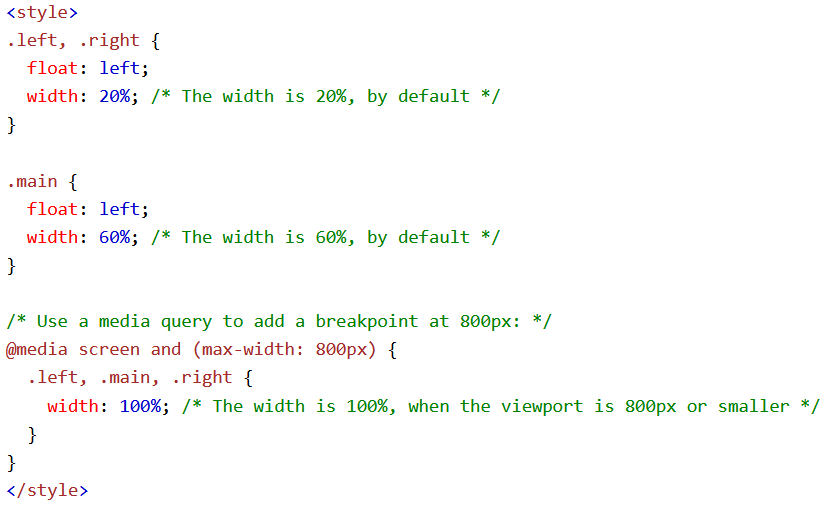 <style>
.left, .right {
  float: left;
  width: 20%; /* The width is 20%, by default */
}

.main {
  float: left;
  width: 60%; /* The width is 60%, by default */
}

/* Use a media query to add a breakpoint at 800px: */
@media screen and (max-width: 800px) {
  .left, .main, .right {
    width: 100%; /* The width is 100%, when the viewport is 800px or smaller */
  }
}
</style>